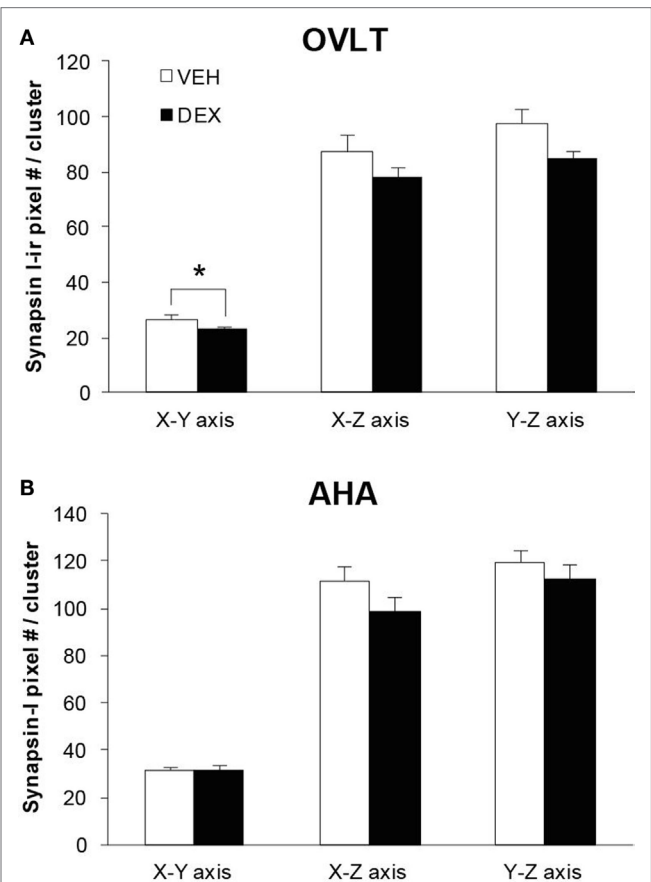 A
OVLT
Synapsin I-ir pixel # / cluster
120
100
80
60
40
20
0
VEH
DEX
*
X-Y axis X-Z axis Y-Z axis
B
AHA
Synapsin-I pixel # / cluster
140
120
100
80
60
40
20
0
X-Y axis X-Z axis Y-Z axis